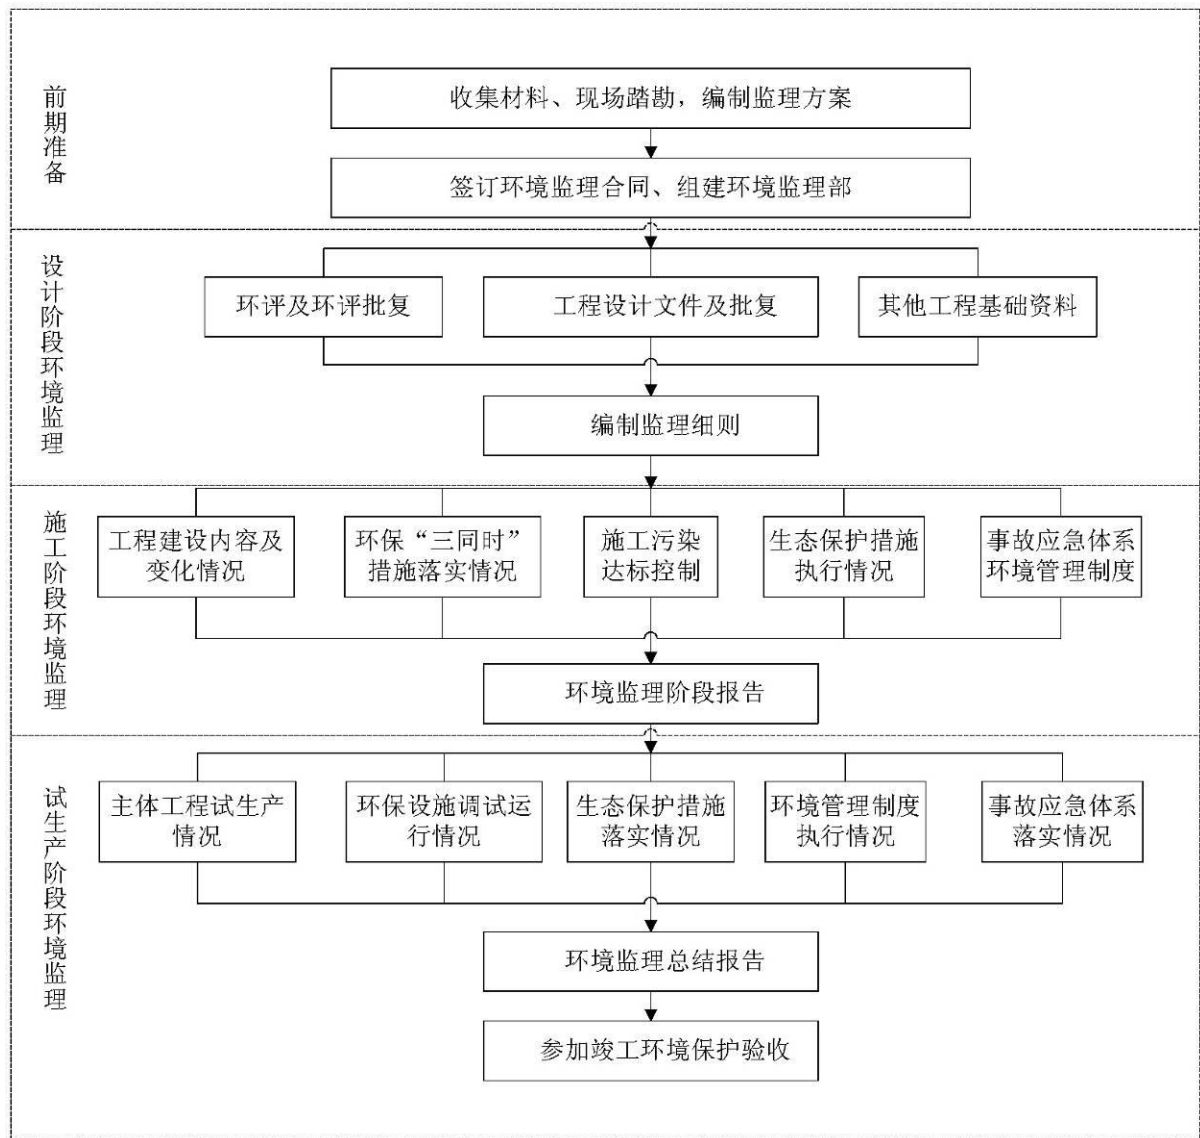 前期准备
收集材料、现场踏勘，编制监理方案
签订环境监理合同、组建环境监理部
设计阶段环境监理
环评及环评批复
工程设计文件及批复
其他工程基础资料
编制监理细则
施工阶段环境监理
工程建设内容及
变化情况
环保“三同时”
措施落实情况
施工污染
达标控制
生态保护措施
执行情况
事故应急体系
环境管理制度
环境监理阶段报告
试生产阶段环境监理
主体工程试生产
情况
环保设施调试运
行情况
生态保护措施
落实情况
环境管理制度
执行情况
事故应急体系
落实情况
环境监理总结报告
参加竣工环境保护验收